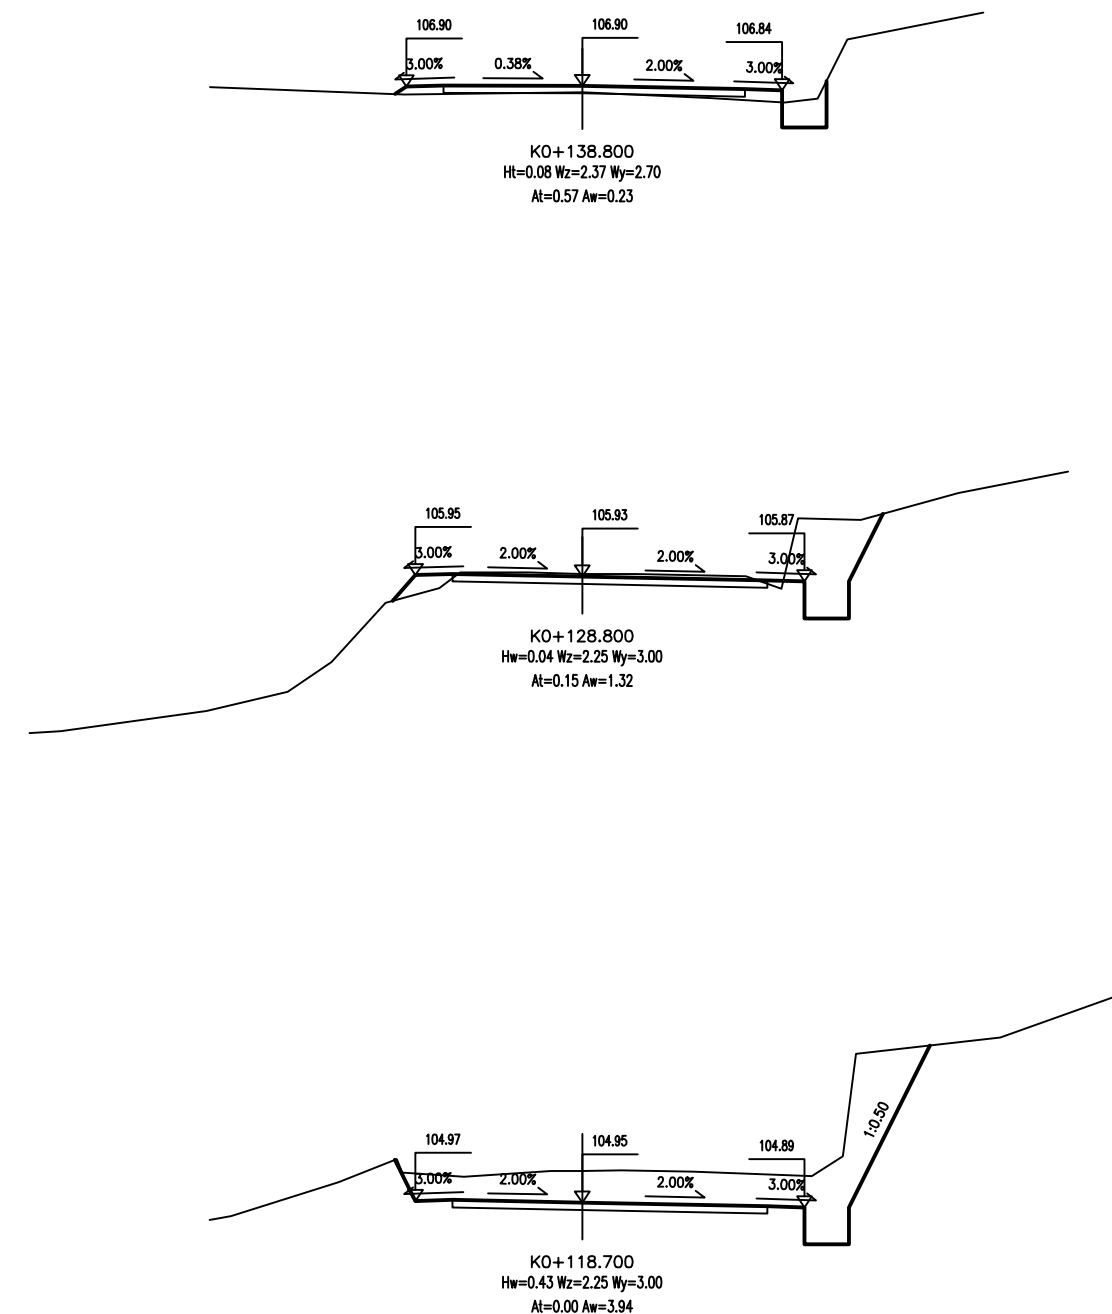 106.90 106.90 106.84
3.00% 0.38% 2.00% 3.00%
K0+138.800
Ht=0.08 Wz=2.37 Wy=2.70
At=0.57 Aw=0.23
105.95 105.93 105.87
3.00% 2.00% 2.00% 3.00%
K0+128.800
Hw=0.04 Wz=2.25 Wy=3.00
At=0.15 Aw=1.32
1:0.50
104.97 104.95 104.89
3.00% 2.00% 2.00% 3.00%
K0+118.700
Hw=0.43 Wz=2.25 Wy=3.00
At=0.00 Aw=3.94